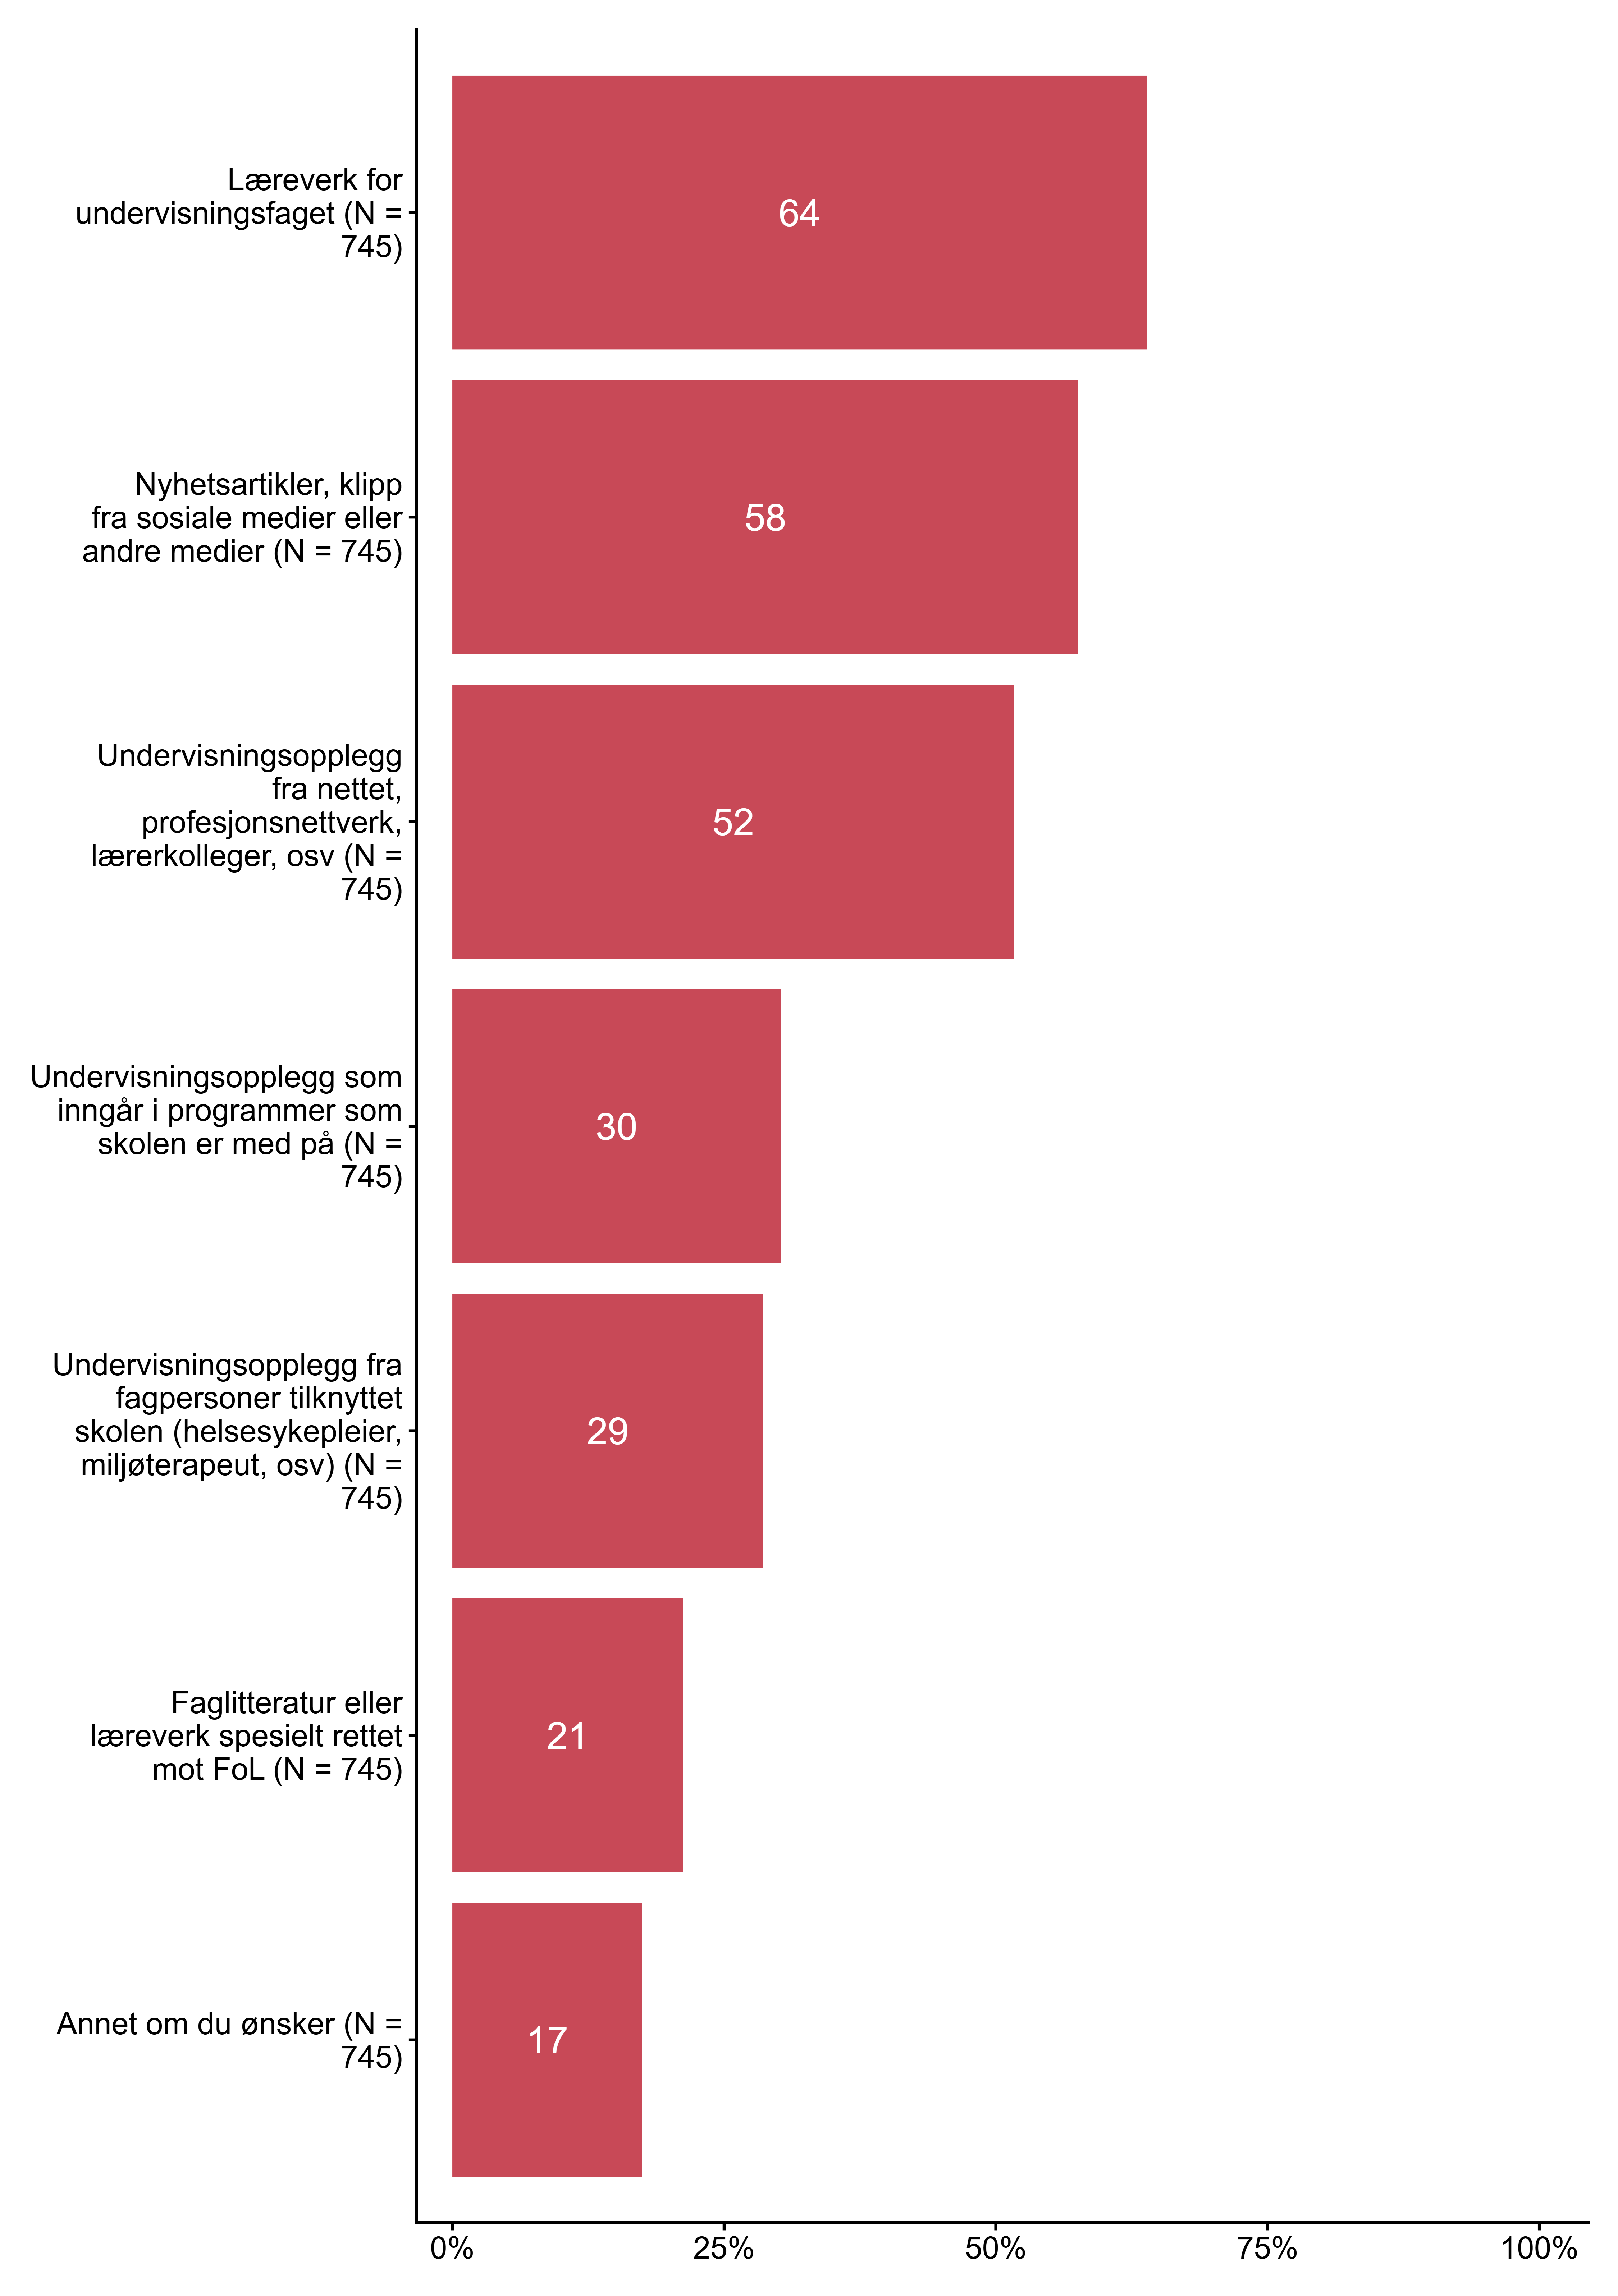 Læreverk for
undervisningsfaget (N =
745)
64
Nyhetsartikler, klipp
fra sosiale medier eller
andre medier (N = 745)
58
Undervisningsopplegg
fra nettet,
profesjonsnettverk,
lærerkolleger, osv (N =
745)
52
Undervisningsopplegg som
inngår i programmer som
skolen er med på (N =
745)
30
Undervisningsopplegg fra
fagpersoner tilknyttet
skolen (helsesykepleier,
miljøterapeut, osv) (N =
745)
29
Faglitteratur eller
læreverk spesielt rettet
mot FoL (N = 745)
21
Annet om du ønsker (N =
745)
17
0% 25% 50% 75% 100%